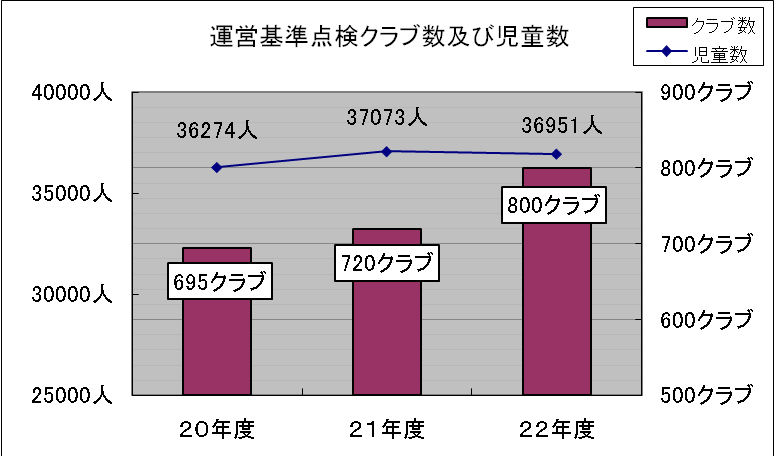 運営基準点検クラブ数及び児童数
クラブ数
児童数
40000人
35000人
30000人
25000人
900クラブ
800クラブ
700クラブ
600クラブ
500クラブ
36274人
37073人
36951人
695クラブ
720クラブ
800クラブ
20年度
21年度
22年度